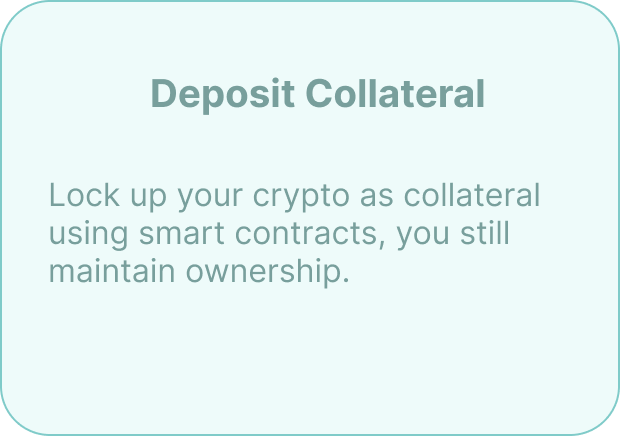 Deposit Collateral
Lock up your crypto as collateral
using smart contracts, you still
maintain ownership.